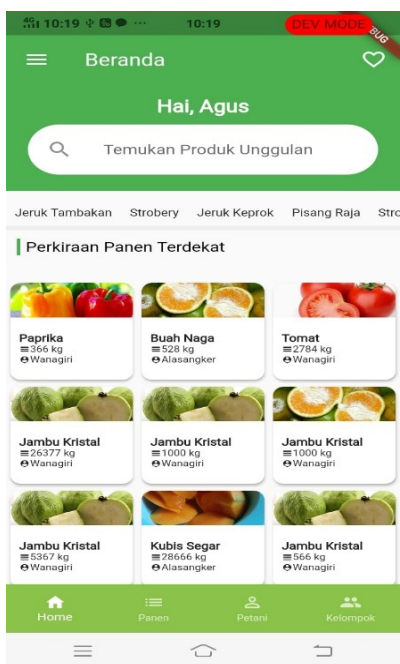 4G 10:19 10:19 DEV MODE
BUG
Beranda
Hai, Agus
Temukan Produk Unggulan
Jeruk Tambakan Strobery Jeruk Keprok Pisang Raja Stro
Perkiraan Panen Terdekat
Paprika Buah Naga Tomat
366 kg 528 kg 2784 kg
Wanagiri Alasangker Wanagiri
Jambu Kristal Jambu Kristal Jambu Kristal
26377 kg 1000 kg 1000 kg
Wanagiri Wanagiri Wanagiri
Jambu Kristal Kubis Segar Jambu Kristal
5367 kg 28666 kg 566 kg
Wanagiri Alasangker Wanagiri
Home Panen Petani Kelompok